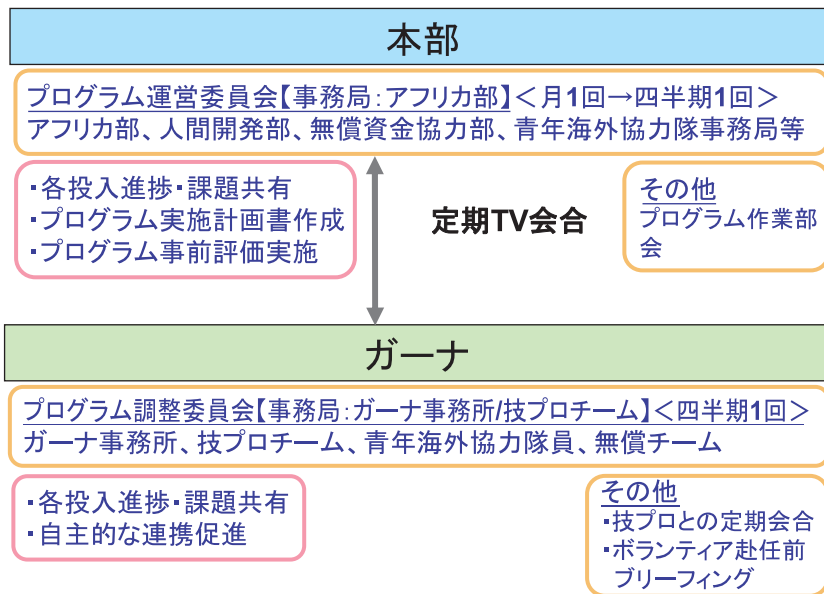 本部
プログラム運営委員会【事務局：アフリカ部】＜月1回→四半期1回＞
アフリカ部、人間開発部、無償資金協力部、青年海外協力隊事務局等
・各投入進捗・課題共有
・プログラム実施計画書作成
・プログラム事前評価実施
定期TV会合
その他
プログラム作業部
会
ガーナ
プログラム調整委員会【事務局：ガーナ事務所/技プロチーム】＜四半期1回＞
ガーナ事務所、技プロチーム、青年海外協力隊員、無償チーム
・各投入進捗・課題共有
・自主的な連携促進
その他
・技プロとの定期会合
・ボランティア赴任前
ブリーフィング